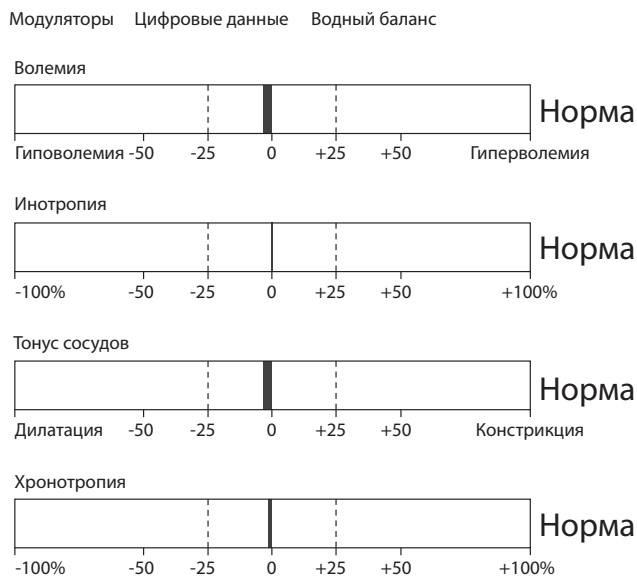 Модуляторы Цифровые данные Водный баланс
Волемия
Норма
Гиповолемия -50 -25 0 +25 +50 Гиперволемия
Инотропия
Норма
-100% -50 -25 0 +25 +50 +100%
Тонус сосудов
Норма
Дилатация -50 -25 0 +25 +50 Констрикция
Хронотропия
Норма
-100% -50 -25 0 +25 +50 +100%